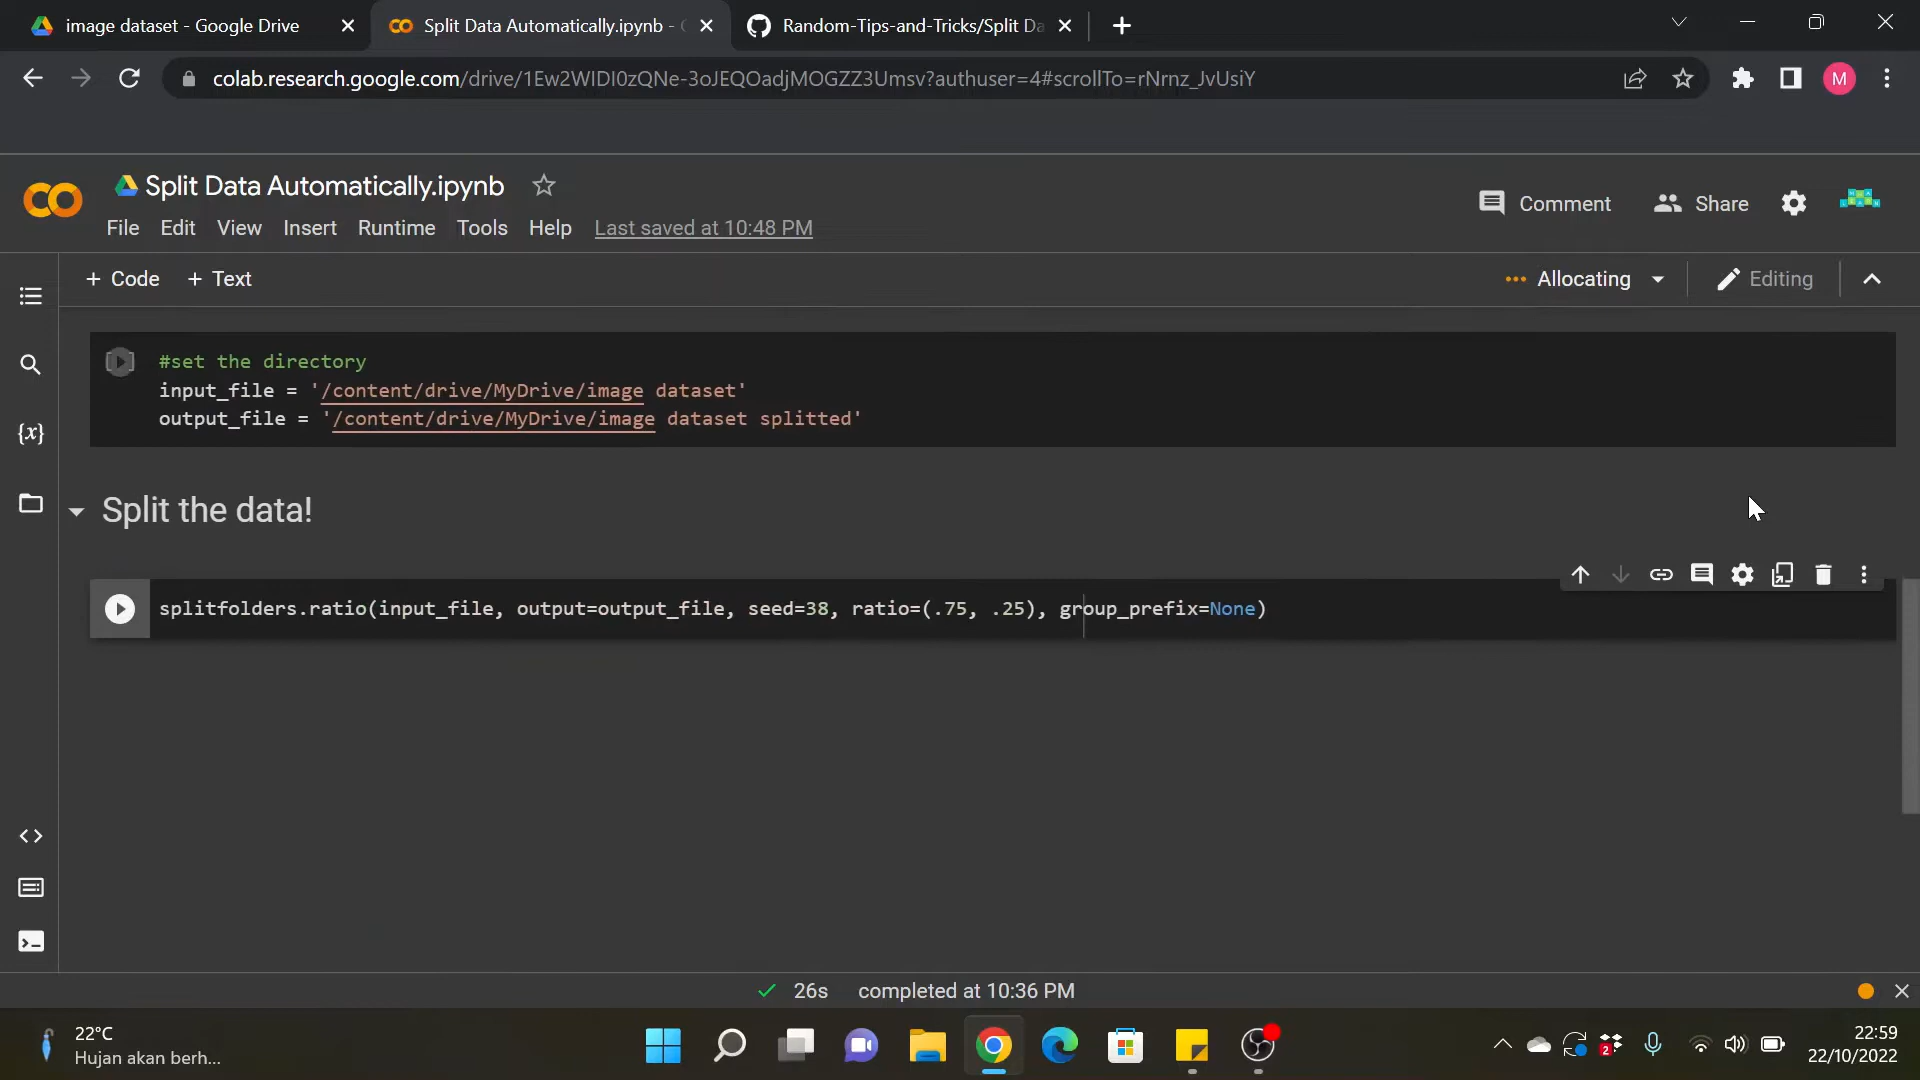 image dataset - Google Drive
Split Data Automatically.ipynb -
Random-Tips-and-Tricks/Split Da
colab.research.google.com/drive/1Ew2WIDI0zQNe-3oJEQOadjMOGZZ3Umsv?authuser=4#scrollTo=rNrnz_JvUsiY
M
Split Data Automatically.ipynb
Comment
Share
File Edit View Insert Runtime Tools Help Last saved at 10:48 PM
+ Code + Text
Allocating
Editing
#set the directory
input_file = '/content/drive/MyDrive/image dataset'
output_file = '/content/drive/MyDrive/image dataset splitted'
{x}
Split the data!
splitfolders.ratio(input_file, output=output_file, seed=38, ratio=(.75, .25), group_prefix=None)
26s completed at 10:36 PM
22°C
Hujan akan berh...
2
22:59
22/10/2022